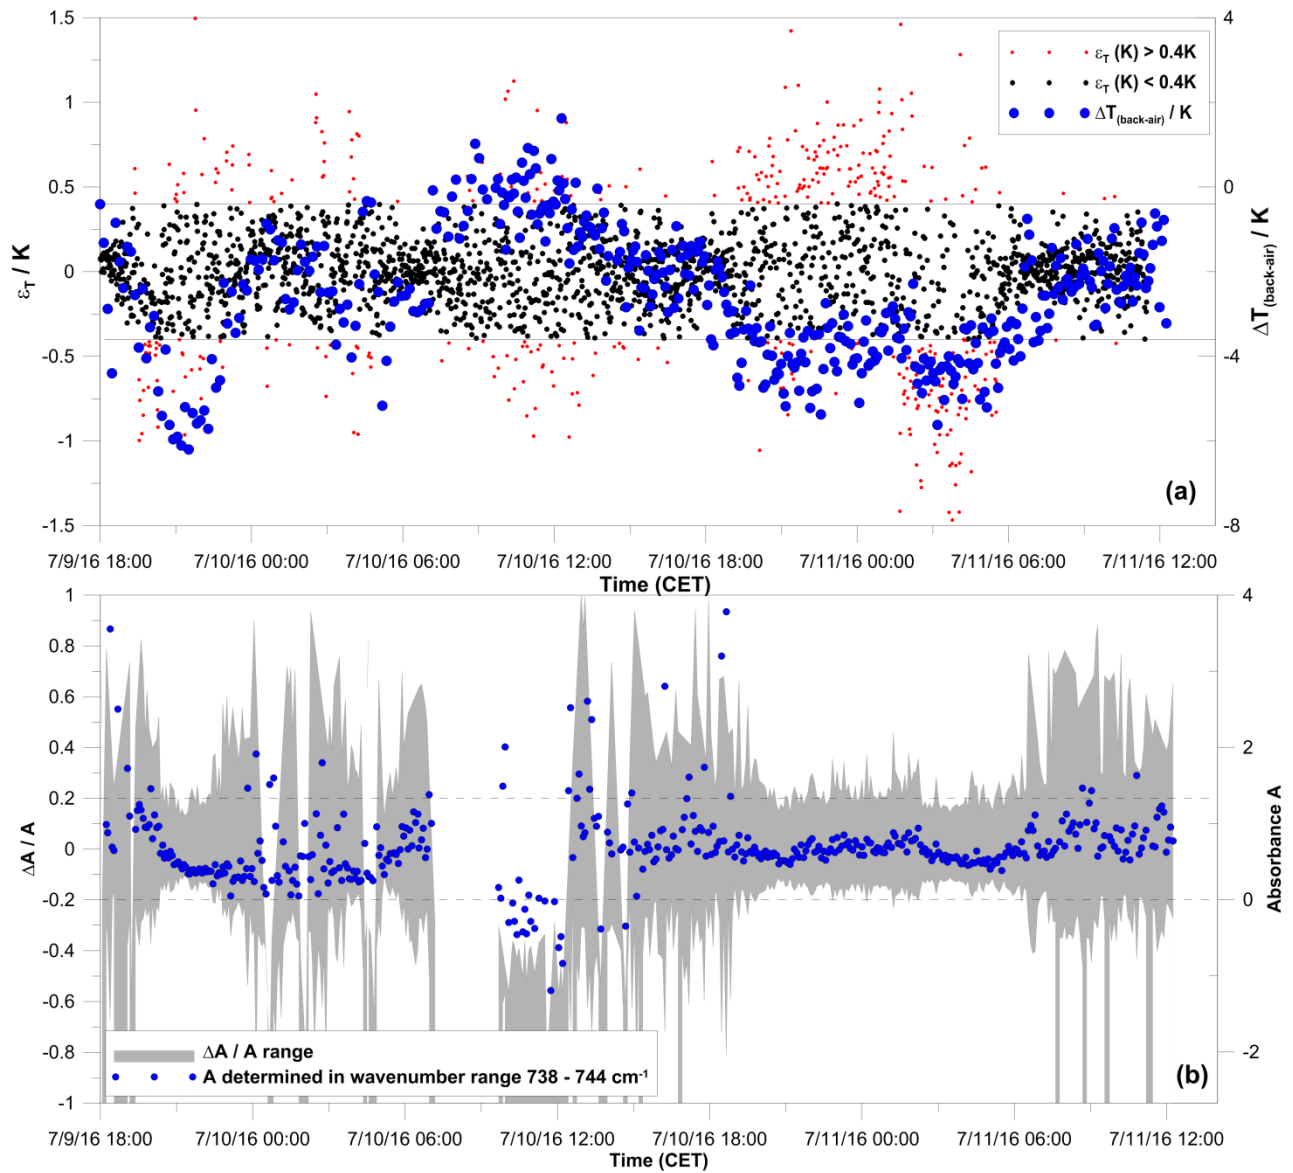 1.5
1
0.5
0
-0.5
-1
-1.5
ε_T / K
4
0
-4
-8
ΔT_(back-air) / K
ε_T (K) > 0.4K
ε_T (K) < 0.4K
ΔT_(back-air) / K
(a)
7/9/16 18:00 7/10/16 00:00 7/10/16 06:00 7/10/16 12:00 7/10/16 18:00 7/11/16 00:00 7/11/16 06:00 7/11/16 12:00
Time (CET)
1
0.8
0.6
0.4
0.2
0
-0.2
-0.4
-0.6
-0.8
-1
ΔA / A
4
2
0
-2
Absorbance A
ΔA / A range
A determined in wavenumber range 738 - 744 cm⁻¹
(b)
7/9/16 18:00 7/10/16 00:00 7/10/16 06:00 7/10/16 12:00 7/10/16 18:00 7/11/16 00:00 7/11/16 06:00 7/11/16 12:00
Time (CET)